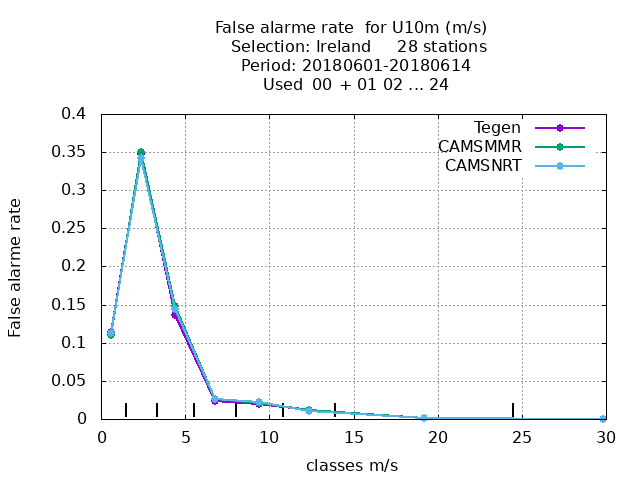 False alarme rate  for U10m (m/s)
Selection: Ireland     28 stations
Period: 20180601-20180614
Used  00 + 01 02 ... 24
0.4
0.35
0.3
0.25
0.2
0.15
0.1
0.05
0
False alarme rate
Tegen
CAMSMMR
CAMSNRT
0 5 10 15 20 25 30
classes m/s